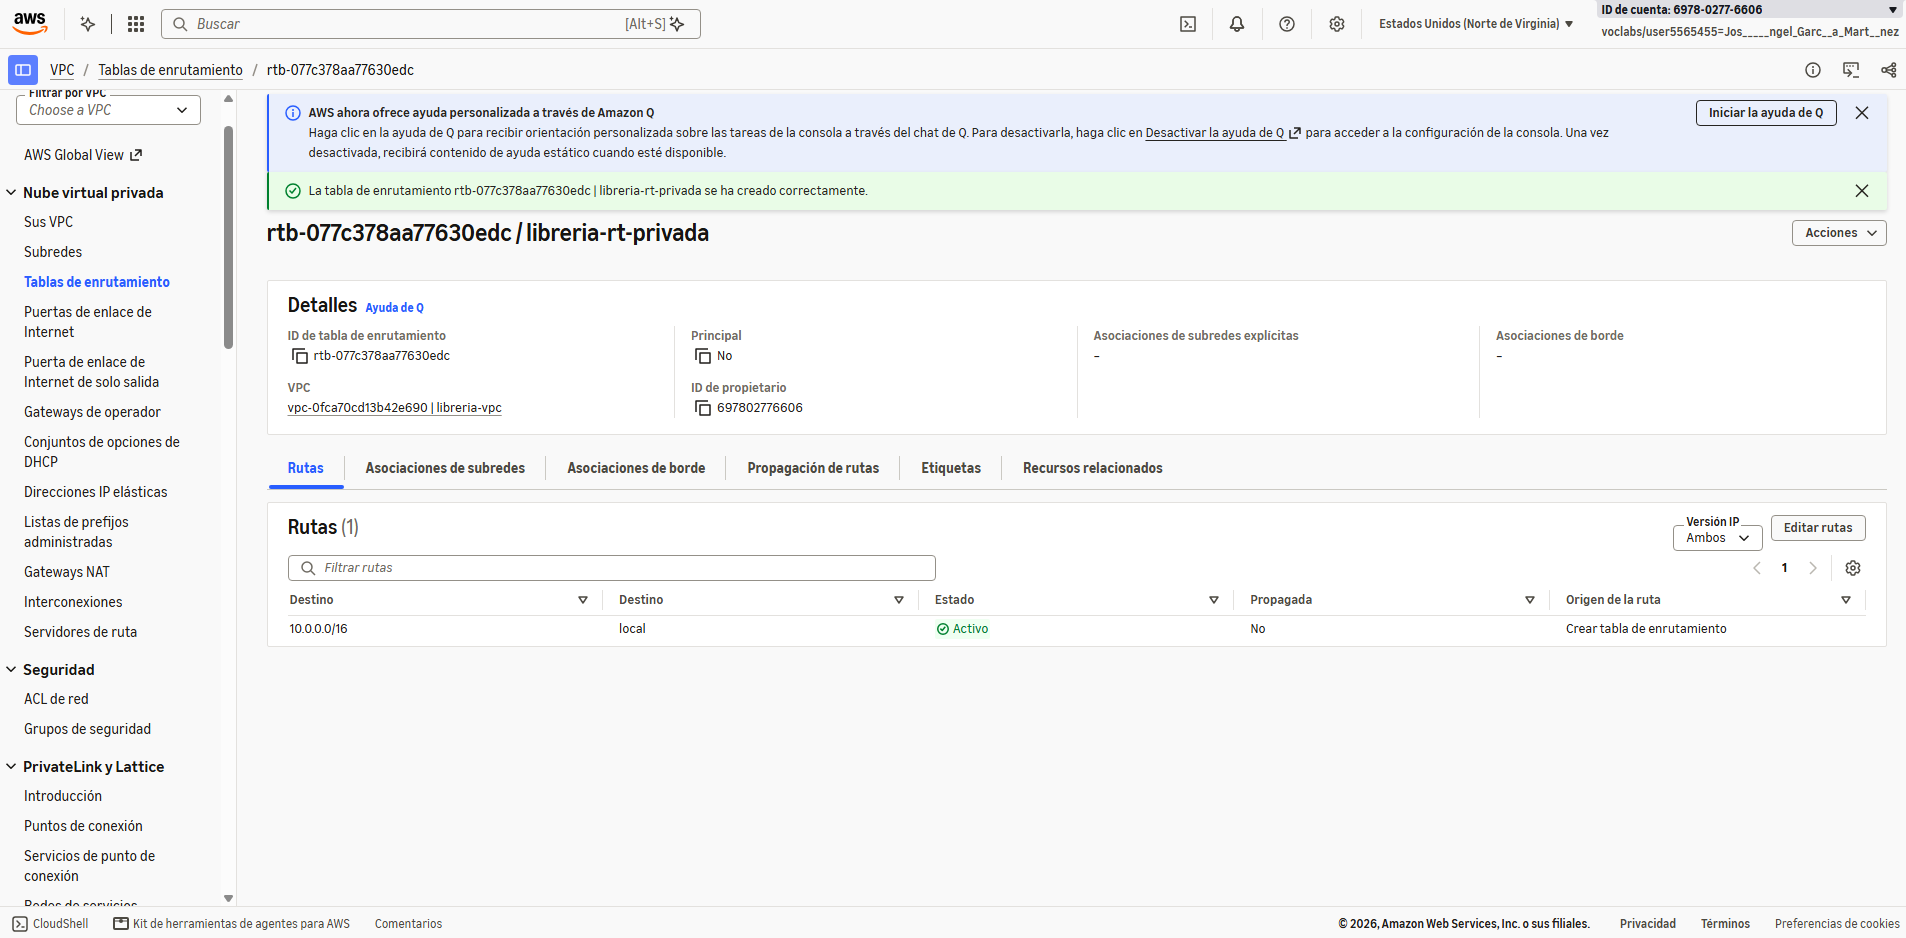 aws
Buscar
[Alt+S]
Estados Unidos (Norte de Virginia)
ID de cuenta: 6978-0277-6606
voclabs/user5565455=Jos_____ngel_Garc__a_Mart__nez
VPC / Tablas de enrutamiento / rtb-077c378aa77630edc
Filtrar por VPC
Choose a VPC
AWS Global View
Nube virtual privada
Sus VPC
Subredes
Tablas de enrutamiento
Puertas de enlace de
Internet
Puerta de enlace de
Internet de solo salida
Gateways de operador
Conjuntos de opciones de
DHCP
Direcciones IP elásticas
Listas de prefijos
administradas
Gateways NAT
Interconexiones
Servidores de ruta
Seguridad
ACL de red
Grupos de seguridad
PrivateLink y Lattice
Introducción
Puntos de conexión
Servicios de punto de
conexión
Redes de servicios
AWS ahora ofrece ayuda personalizada a través de Amazon Q
Haga clic en la ayuda de Q para recibir orientación personalizada sobre las tareas de la consola a través del chat de Q. Para desactivarla, haga clic en Desactivar la ayuda de Q para acceder a la configuración de la consola. Una vez
desactivada, recibirá contenido de ayuda estático cuando esté disponible.
Iniciar la ayuda de Q
La tabla de enrutamiento rtb-077c378aa77630edc | libreria-rt-privada se ha creado correctamente.
rtb-077c378aa77630edc / libreria-rt-privada
Acciones
Detalles Ayuda de Q
ID de tabla de enrutamiento
rtb-077c378aa77630edc
VPC
vpc-0fca70cd13b42e690 | libreria-vpc
Principal
No
ID de propietario
697802776606
Asociaciones de subredes explícitas
–
Asociaciones de borde
–
Rutas Asociaciones de subredes Asociaciones de borde Propagación de rutas Etiquetas Recursos relacionados
Rutas (1)
Versión IP
Ambos
Editar rutas
Filtrar rutas
1
Destino Destino Estado Propagada Origen de la ruta
10.0.0.0/16 local Activo No Crear tabla de enrutamiento
CloudShell Kit de herramientas de agentes para AWS Comentarios
© 2026, Amazon Web Services, Inc. o sus filiales. Privacidad Términos Preferencias de cookies